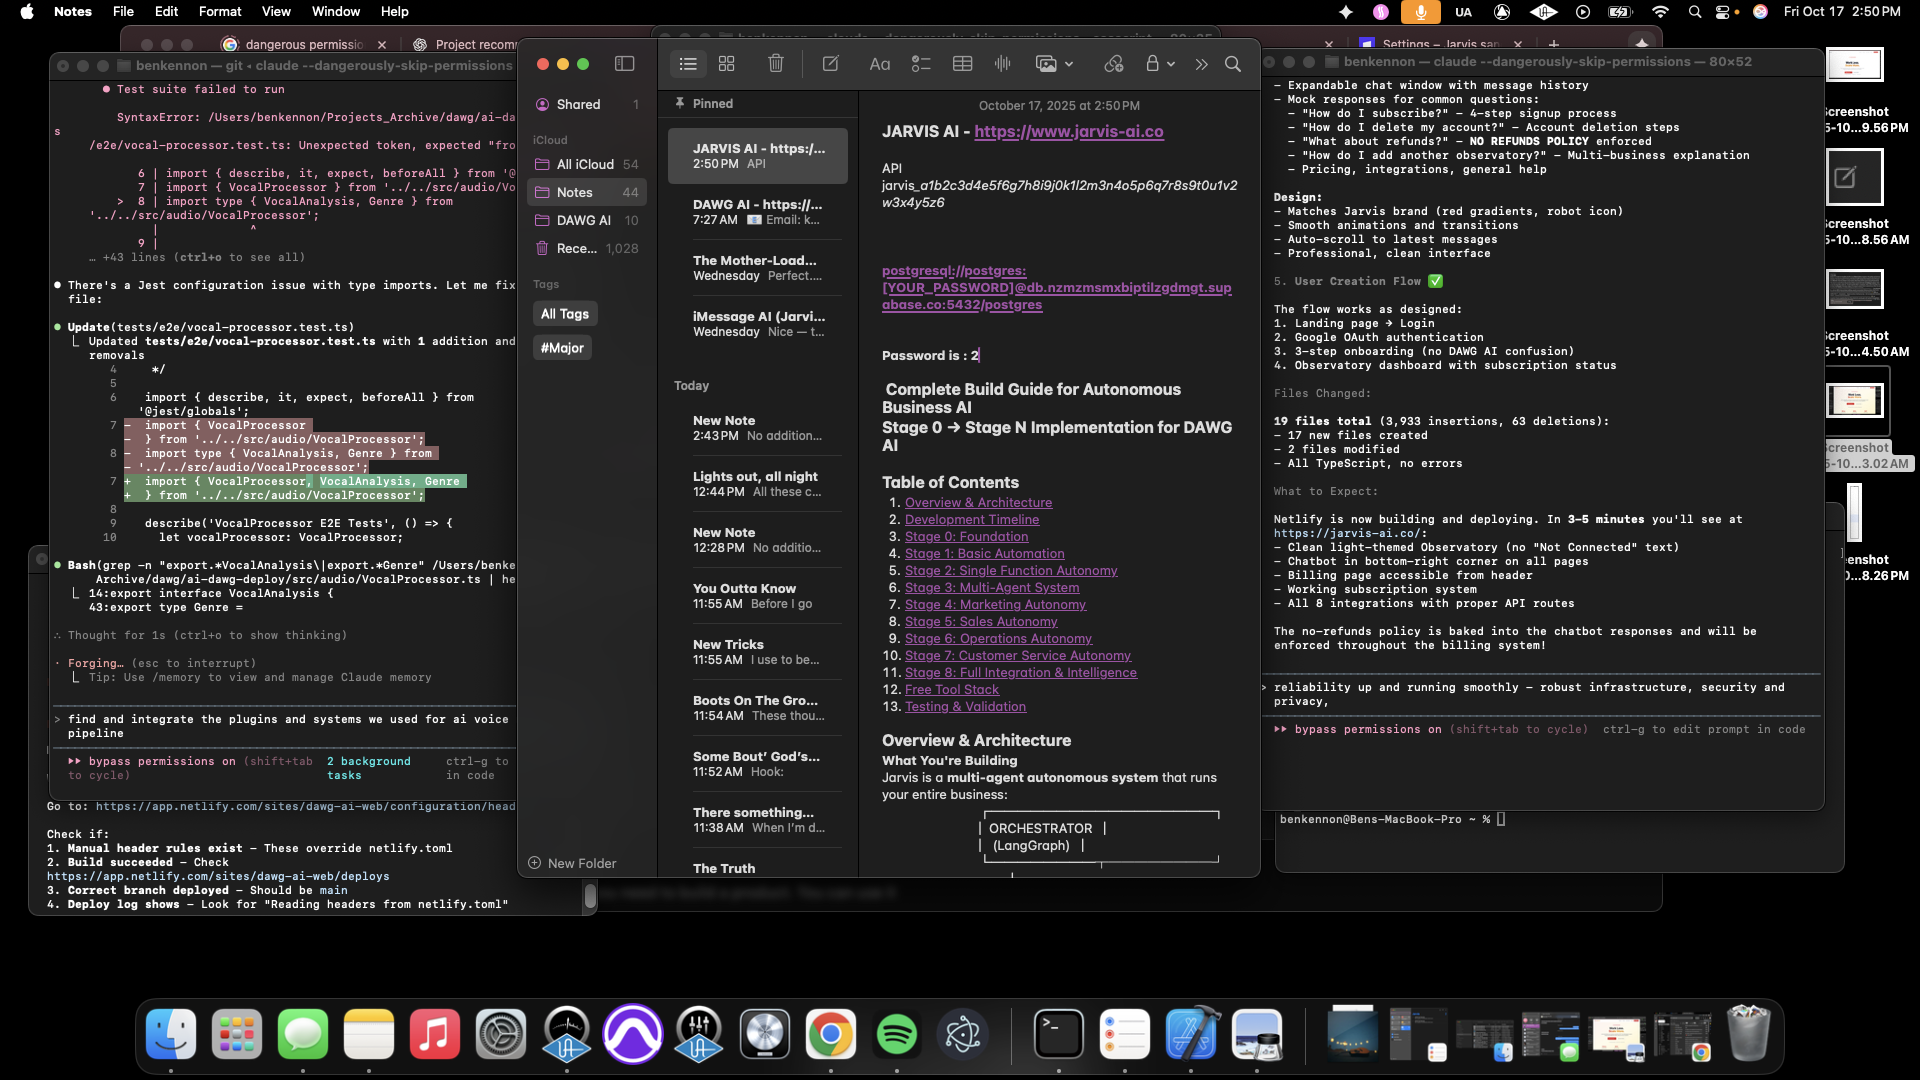 Notes File Edit Format View Window Help
UA
Fri Oct 17 2:50 PM
dangerous permissio
Project recomm
Settings – Jarvis sa
benkennon — git ◂ claude --dangerously-skip-permissions
● Test suite failed to run
SyntaxError: /Users/benkennon/Projects_Archive/dawg/ai-da
s
/e2e/vocal-processor.test.ts: Unexpected token, expected "fro
6 | import { describe, it, expect, beforeAll } from '@
7 | import { VocalProcessor } from '../../src/audio/Vo
> 8 | import type { VocalAnalysis, Genre } from
'../../src/audio/VocalProcessor';
| ^
9 |
… +43 lines (ctrl+o to see all)
● There's a Jest configuration issue with type imports. Let me fix
file:
● Update(tests/e2e/vocal-processor.test.ts)
Updated tests/e2e/vocal-processor.test.ts with 1 addition and
removals
4 */
5
6 import { describe, it, expect, beforeAll } from
'@jest/globals';
7 - import { VocalProcessor
- } from '../../src/audio/VocalProcessor';
8 - import type { VocalAnalysis, Genre } from
- '../../src/audio/VocalProcessor';
7 + import { VocalProcessor, VocalAnalysis, Genre
+ } from '../../src/audio/VocalProcessor';
8
9 describe('VocalProcessor E2E Tests', () => {
10 let vocalProcessor: VocalProcessor;
● Bash(grep -n "export.*VocalAnalysis\|export.*Genre" /Users/benke
Archive/dawg/ai-dawg-deploy/src/audio/VocalProcessor.ts | he
14:export interface VocalAnalysis {
43:export type Genre =
∴ Thought for 1s (ctrl+o to show thinking)
· Forging… (esc to interrupt)
Tip: Use /memory to view and manage Claude memory
> find and integrate the plugins and systems we used for ai voice
pipeline
bypass permissions on (shift+tab to cycle)
2 background tasks
ctrl-g to
in code
Go to: https://app.netlify.com/sites/dawg-ai-web/configuration/head
Check if:
1. Manual header rules exist – These override netlify.toml
2. Build succeeded – Check
https://app.netlify.com/sites/dawg-ai-web/deploys
3. Correct branch deployed – Should be main
4. Deploy log shows – Look for "Reading headers from netlify.toml"
Shared 1
iCloud
All iCloud 54
Notes 44
DAWG AI 10
Rece... 1,028
Tags
All Tags
#Major
New Folder
Pinned
JARVIS AI - https:/...
2:50 PM API
DAWG AI - https://...
7:27 AM 📧 Email: k...
The Mother-Load...
Wednesday Perfect....
iMessage AI (Jarvi...
Wednesday Nice — t...
Today
New Note
2:43 PM No addition...
Lights out, all night
12:44 PM All these c...
New Note
12:28 PM No additio...
You Outta Know
11:55 AM Before I go
New Tricks
11:55 AM I use to be...
Boots On The Gro...
11:54 AM These thou...
Some Bout' God's...
11:52 AM Hook:
There something...
11:38 AM When I'm d...
The Truth
October 17, 2025 at 2:50 PM
JARVIS AI - https://www.jarvis-ai.co
API
jarvis_a1b2c3d4e5f6g7h8i9j0k1l2m3n4o5p6q7r8s9t0u1v2
w3x4y5z6
postgresql://postgres:
[YOUR_PASSWORD]@db.nzmzmsmxbiptilzgdmgt.sup
abase.co:5432/postgres
Password is : 2
Complete Build Guide for Autonomous
Business AI
Stage 0 → Stage N Implementation for DAWG
AI
Table of Contents
1. Overview & Architecture
2. Development Timeline
3. Stage 0: Foundation
4. Stage 1: Basic Automation
5. Stage 2: Single Function Autonomy
6. Stage 3: Multi-Agent System
7. Stage 4: Marketing Autonomy
8. Stage 5: Sales Autonomy
9. Stage 6: Operations Autonomy
10. Stage 7: Customer Service Autonomy
11. Stage 8: Full Integration & Intelligence
12. Free Tool Stack
13. Testing & Validation
Overview & Architecture
What You're Building
Jarvis is a multi-agent autonomous system that runs
your entire business:
ORCHESTRATOR
(LangGraph)
benkennon — claude --dangerously-skip-permissions — 80×52
– Expandable chat window with message history
– Mock responses for common questions:
– "How do I subscribe?" – 4-step signup process
– "How do I delete my account?" – Account deletion steps
– "What about refunds?" – NO REFUNDS POLICY enforced
– "How do I add another observatory?" – Multi-business explanation
– Pricing, integrations, general help
Design:
– Matches Jarvis brand (red gradients, robot icon)
– Smooth animations and transitions
– Auto-scroll to latest messages
– Professional, clean interface
5. User Creation Flow ✅
The flow works as designed:
1. Landing page → Login
2. Google OAuth authentication
3. 3-step onboarding (no DAWG AI confusion)
4. Observatory dashboard with subscription status
Files Changed:
19 files total (3,933 insertions, 63 deletions):
– 17 new files created
– 2 files modified
– All TypeScript, no errors
What to Expect:
Netlify is now building and deploying. In 3–5 minutes you'll see at
https://jarvis-ai.co/:
– Clean light-themed Observatory (no "Not Connected" text)
– Chatbot in bottom-right corner on all pages
– Billing page accessible from header
– Working subscription system
– All 8 integrations with proper API routes
The no-refunds policy is baked into the chatbot responses and will be
enforced throughout the billing system!
> reliability up and running smoothly – robust infrastructure, security and
privacy,
bypass permissions on (shift+tab to cycle) ctrl-g to edit prompt in code
benkennon@Bens-MacBook-Pro ~ %
Screenshot
5-10...9.56 PM
Screenshot
5-10...8.56 AM
Screenshot
5-10...4.50 AM
Screenshot
5-10...3.02 AM
enshot
0...8.26 PM